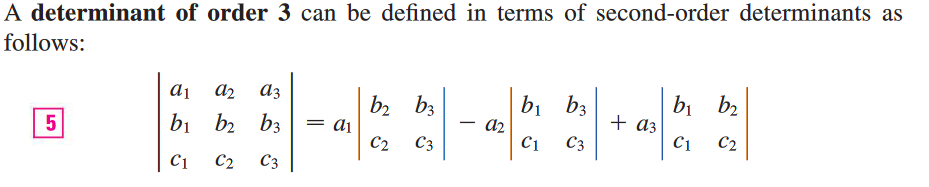 A determinant of order 3 can be defined in terms of second-order determinants as
follows:
5 | a₁ a₂ a₃ |
| b₁ b₂ b₃ | = a₁ | b₂ b₃ | − a₂ | b₁ b₃ | + a₃ | b₁ b₂ |
| c₁ c₂ c₃ | | c₂ c₃ | | c₁ c₃ | | c₁ c₂ |